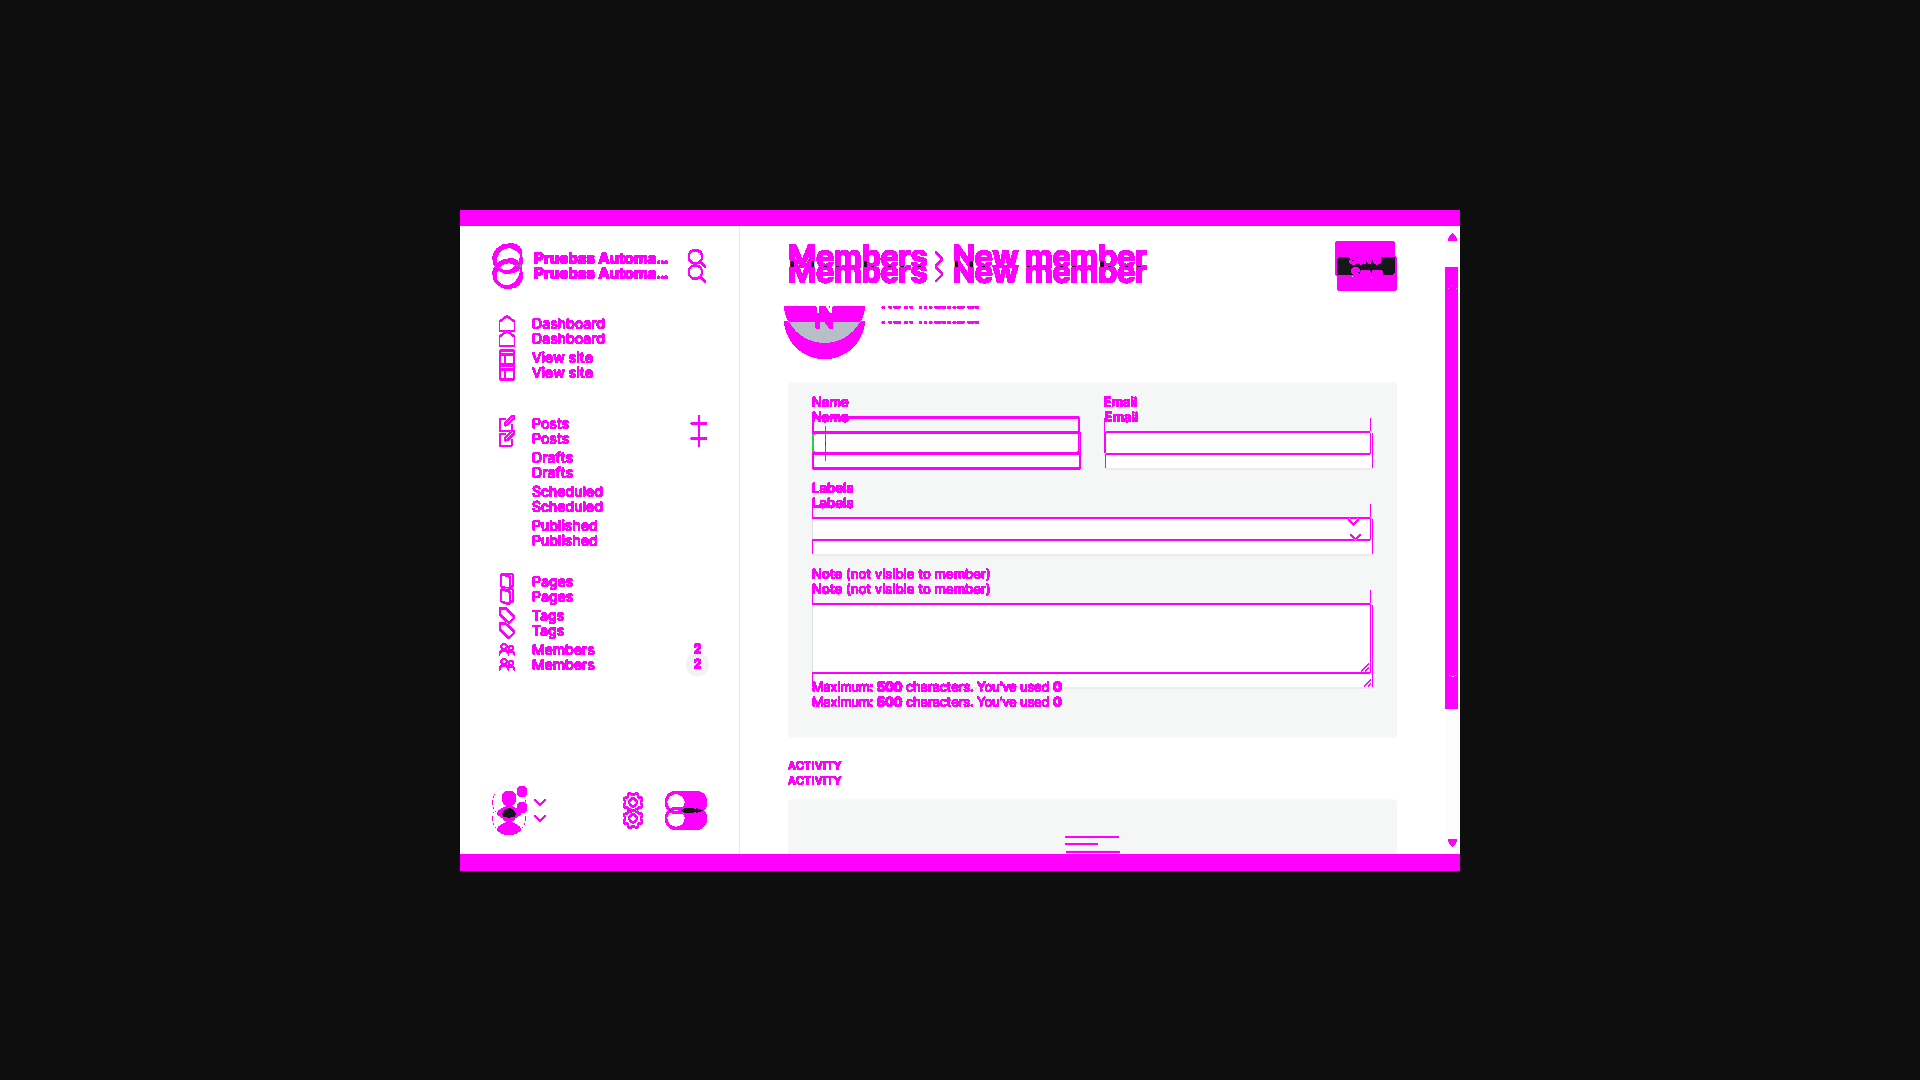 Pruebas Automa...
Pruebas Automa...
Members > New member
Members > New member
Dashboard
Dashboard
View site
View site
Posts
Posts
Drafts
Drafts
Scheduled
Scheduled
Published
Published
Pages
Pages
Tags
Tags
Members 2
Members 2
N
Name
Name
Email
Email
Labels
Labels
Note (not visible to member)
Note (not visible to member)
Maximum: 500 characters. You've used 0
Maximum: 500 characters. You've used 0
ACTIVITY
ACTIVITY